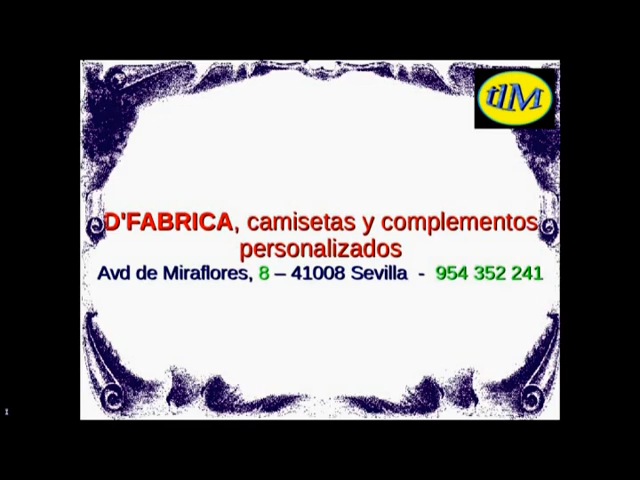 tlM
D'FABRICA, camisetas y complementos
personalizados
Avd de Miraflores, 8 – 41008 Sevilla - 954 352 241